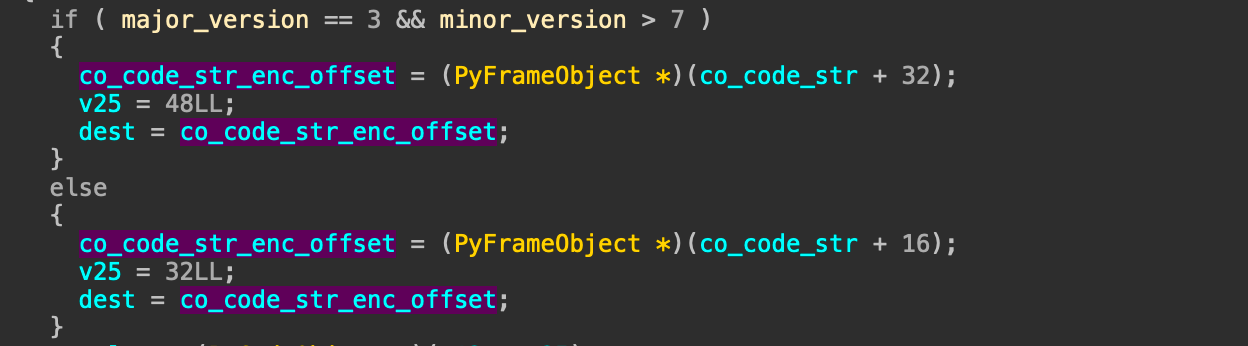 if ( major_version == 3 && minor_version > 7 )
{
co_code_str_enc_offset = (PyFrameObject *)(co_code_str + 32);
v25 = 48LL;
dest = co_code_str_enc_offset;
}
else
{
co_code_str_enc_offset = (PyFrameObject *)(co_code_str + 16);
v25 = 32LL;
dest = co_code_str_enc_offset;
}